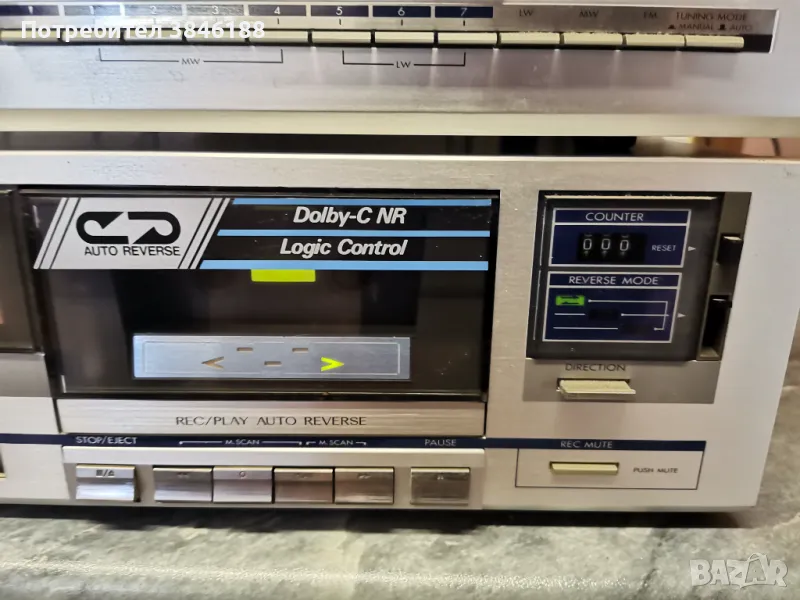 Потребител 3846188
1 2 3 4 5 6 7 LW MW FM TUNING MODE
MANUAL AUTO
MW LW
AUTO REVERSE
Dolby-C NR
Logic Control
COUNTER
000 RESET
REVERSE MODE
DIRECTION
REC/PLAY AUTO REVERSE
STOP/EJECT M.SCAN M.SCAN PAUSE
REC MUTE
PUSH MUTE
BAZAR.bg